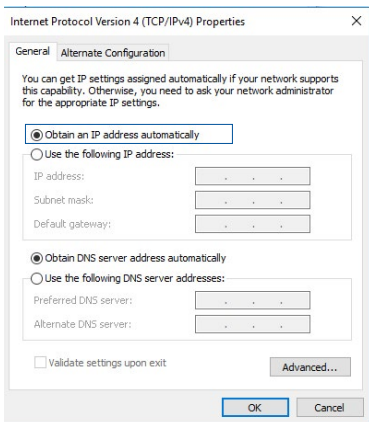 Internet Protocol Version 4 (TCP/IPv4) Properties
General
Alternate Configuration
You can get IP settings assigned automatically if your network supports
this capability. Otherwise, you need to ask your network administrator
for the appropriate IP settings.
Obtain an IP address automatically
Use the following IP address:
IP address:
Subnet mask:
Default gateway:
Obtain DNS server address automatically
Use the following DNS server addresses:
Preferred DNS server:
Alternate DNS server:
Validate settings upon exit
Advanced...
OK
Cancel